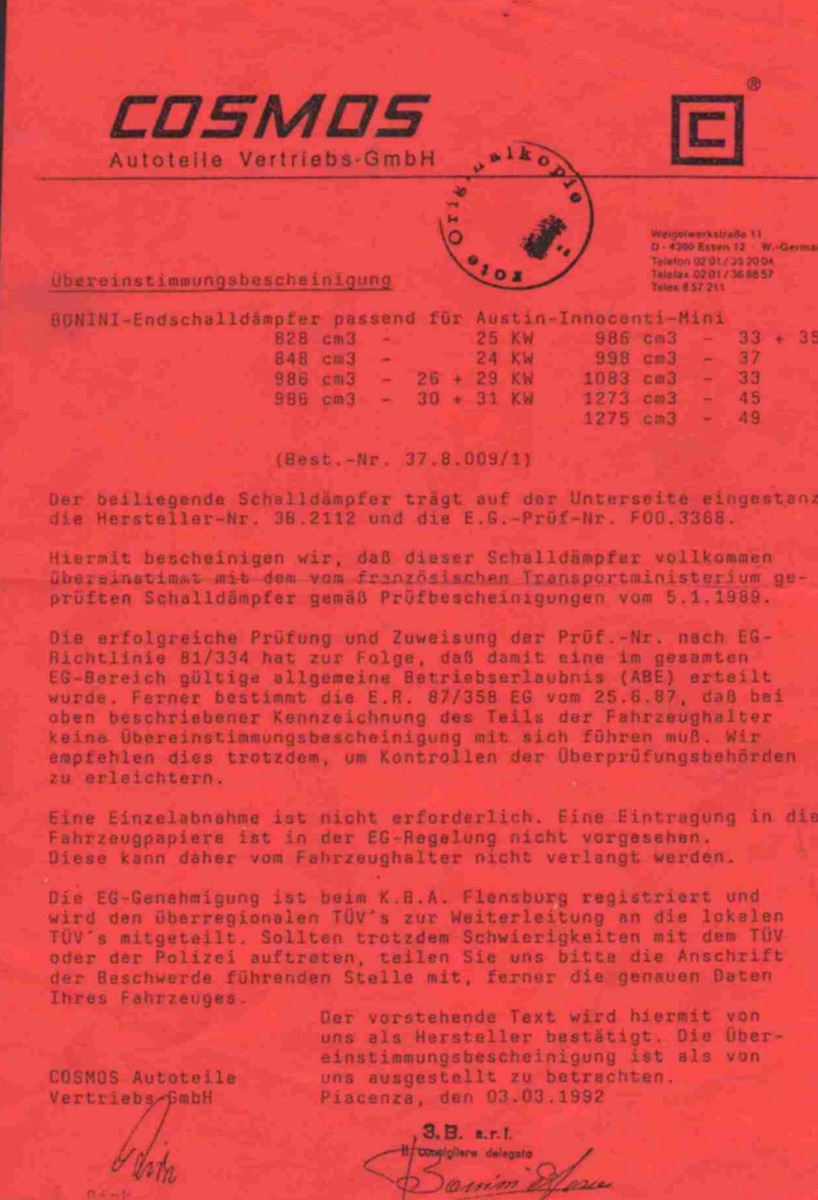 COSMOS
Autoteile Vertriebs-GmbH
®
rote Originalkopie
Weigelwerkstraße 11
D - 4300 Essen 12 · W.-Germa
Telefon 02 01 / 35 20 04
Telefax 02 01 / 36 88 57
Telex 8 57 211
Übereinstimmungsbescheinigung
BONINI-Endschalldämpfer passend für Austin-Innocenti-Mini
828 cm3 - 25 KW 986 cm3 - 33 + 35
848 cm3 - 24 KW 998 cm3 - 37
986 cm3 - 26 + 29 KW 1083 cm3 - 33
986 cm3 - 30 + 31 KW 1273 cm3 - 45
1275 cm3 - 49
(Best.-Nr. 37.8.009/1)
Der beiliegende Schalldämpfer trägt auf der Unterseite eingestanz
die Hersteller-Nr. 36.2112 und die E.G.-Prüf-Nr. FOO.3368.
Hiermit bescheinigen wir, daß dieser Schalldämpfer vollkommen
übereinstimmt mit dem vom französischen Transportministerium ge-
prüften Schalldämpfer gemäß Prüfbescheinigungen vom 5.1.1989.
Die erfolgreiche Prüfung und Zuweisung der Prüf.-Nr. nach EG-
Richtlinie 81/334 hat zur Folge, daß damit eine im gesamten
EG-Bereich gültige allgemeine Betriebserlaubnis (ABE) erteilt
wurde. Ferner bestimmt die E.R. 87/358 EG vom 25.6.87, daß bei
oben beschriebener Kennzeichnung des Teils der Fahrzeughalter
keine Übereinstimmungsbescheinigung mit sich führen muß. Wir
empfehlen dies trotzdem, um Kontrollen der Überprüfungsbehörden
zu erleichtern.
Eine Einzelabnahme ist nicht erforderlich. Eine Eintragung in die
Fahrzeugpapiere ist in der EG-Regelung nicht vorgesehen.
Diese kann daher vom Fahrzeughalter nicht verlangt werden.
Die EG-Genehmigung ist beim K.B.A. Flensburg registriert und
wird den überregionalen TÜV's zur Weiterleitung an die lokalen
TÜV's mitgeteilt. Sollten trotzdem Schwierigkeiten mit dem TÜV
oder der Polizei auftreten, teilen Sie uns bitte die Anschrift
der Beschwerde führenden Stelle mit, ferner die genauen Daten
Ihres Fahrzeuges.
Der vorstehende Text wird hiermit von
uns als Hersteller bestätigt. Die Über-
einstimmungsbescheinigung ist als von
COSMOS Autoteile uns ausgestellt zu betrachten.
Vertriebs-GmbH Piacenza, den 03.03.1992
3.B. s.r.l.
Il consigliere delegato